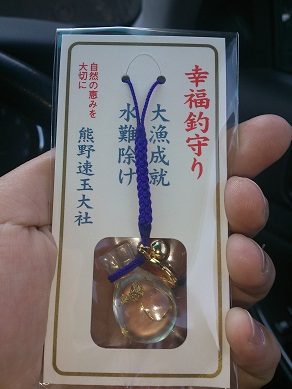 幸福釣守り
大漁成就
水難除け
自然の恵みを
大切に
熊野速玉大社